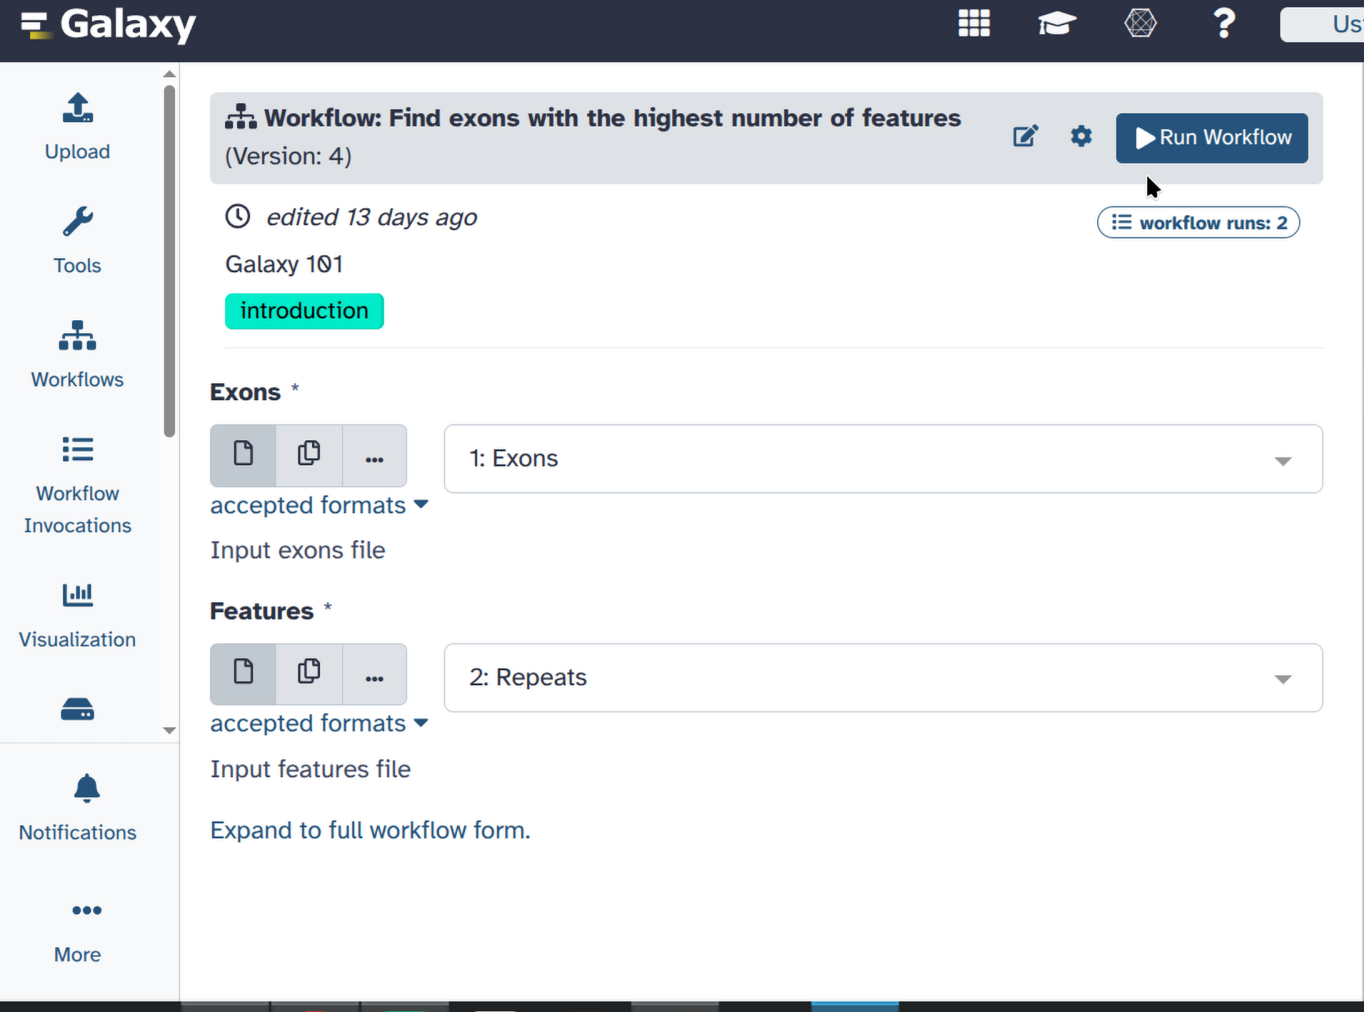 Galaxy
?
Us
Upload
Tools
Workflows
Workflow
Invocations
Visualization
Notifications
More
Workflow: Find exons with the highest number of features
(Version: 4)
Run Workflow
edited 13 days ago
workflow runs: 2
Galaxy 101
introduction
Exons *
1: Exons
accepted formats
Input exons file
Features *
2: Repeats
accepted formats
Input features file
Expand to full workflow form.